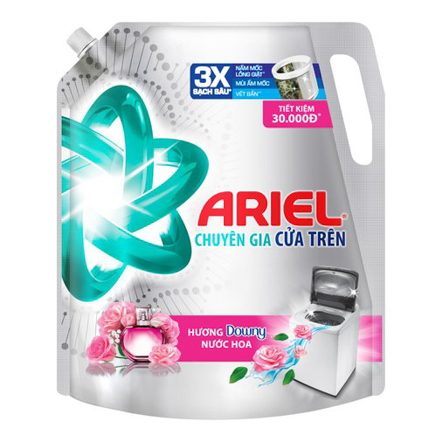 3X
SẠCH SÂU*
NẤM MỐC
LỒNG GIẶT*
MÙI ẨM MỐC
VẾT BẨN*
TIẾT KIỆM
30.000Đ*
ARIEL
CHUYÊN GIA CỬA TRÊN
HƯƠNG Downy
NƯỚC HOA